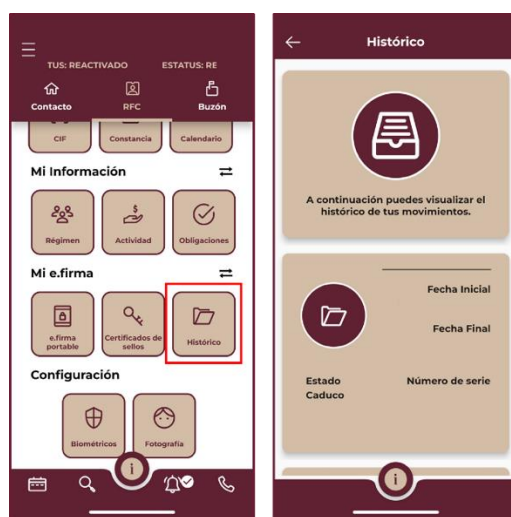 TUS: REACTIVADO ESTATUS: RE
Contacto RFC Buzón
CIF Constancia Calendario
Mi Información
Régimen Actividad Obligaciones
Mi e.firma
e.firma portable Certificados de sellos Histórico
Configuración
Biométricos Fotografía
i
Histórico
A continuación puedes visualizar el
histórico de tus movimientos.
Fecha Inicial
Fecha Final
Estado Número de serie
Caduco
i